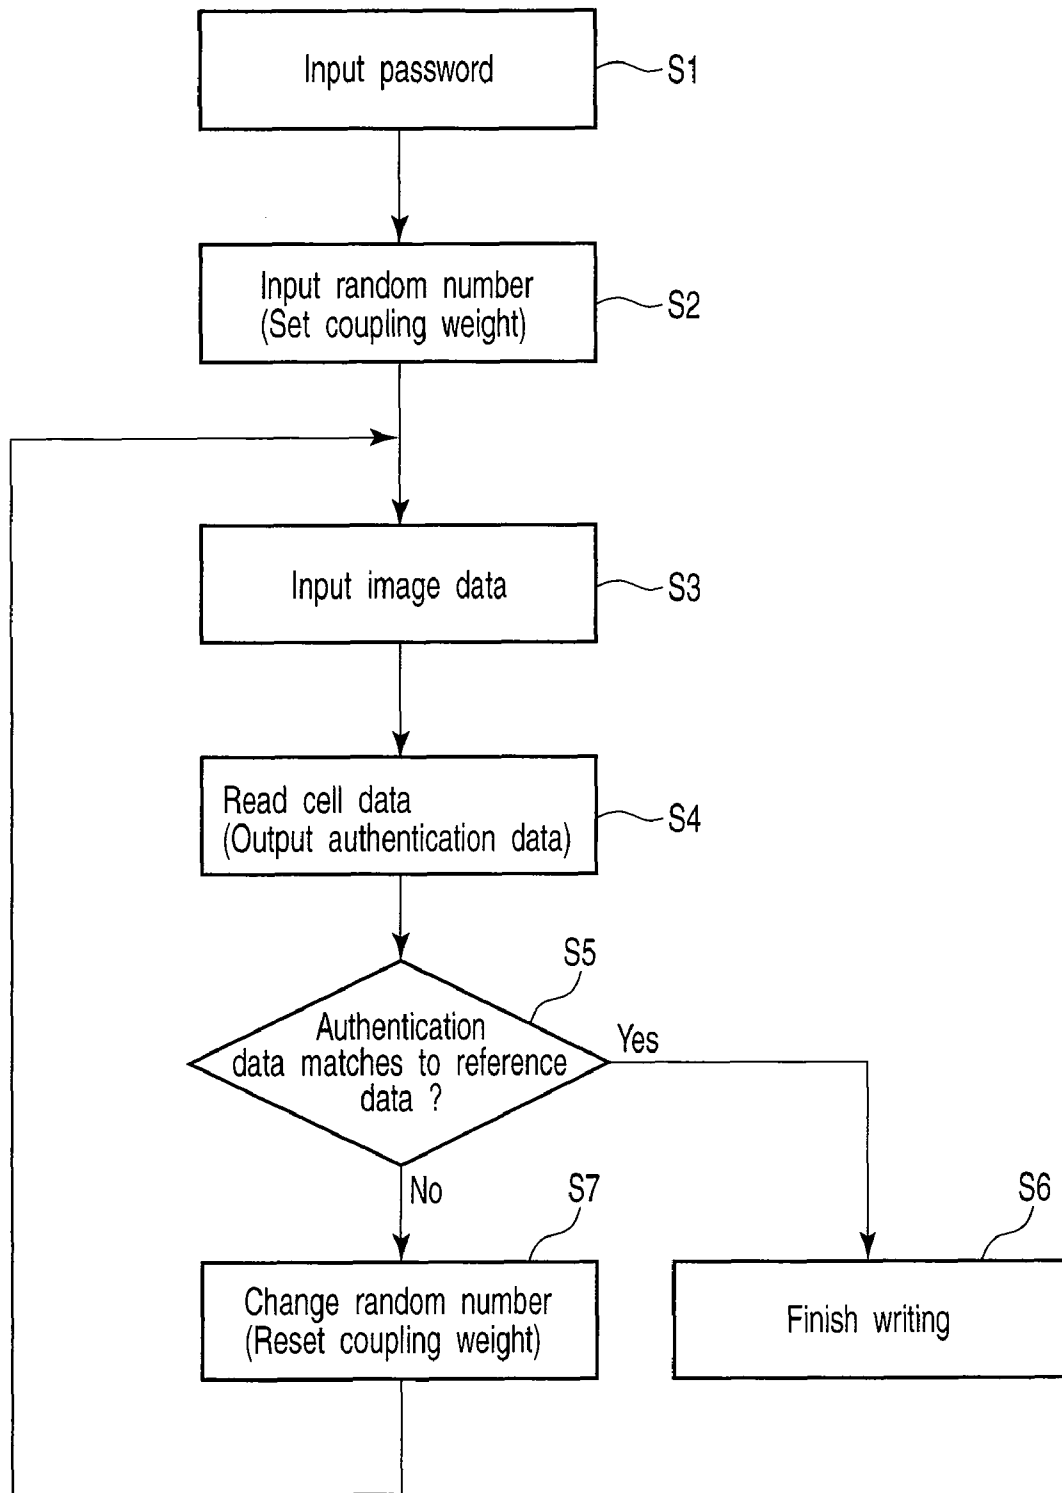 Input password
S1
Input random number
(Set coupling weight)
S2
Input image data
S3
Read cell data
(Output authentication data)
S4
S5
Authentication
data matches to reference
data ?
Yes
No
S7
S6
Change random number
(Reset coupling weight)
Finish writing